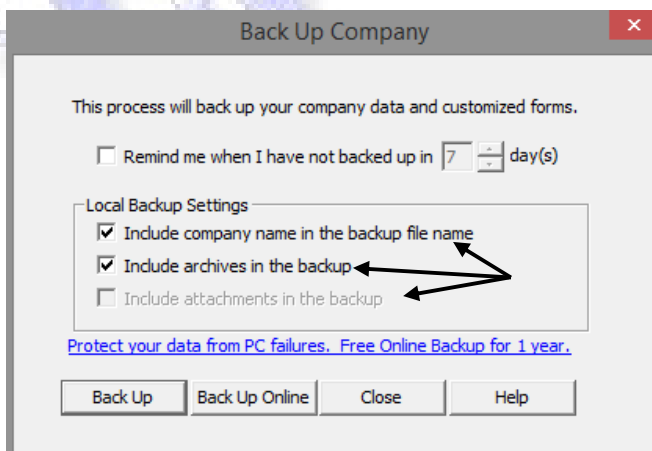 Back Up Company
This process will back up your company data and customized forms.
Remind me when I have not backed up in 7 day(s)
Local Backup Settings
Include company name in the backup file name
Include archives in the backup
Include attachments in the backup
Protect your data from PC failures. Free Online Backup for 1 year.
Back Up Back Up Online Close Help